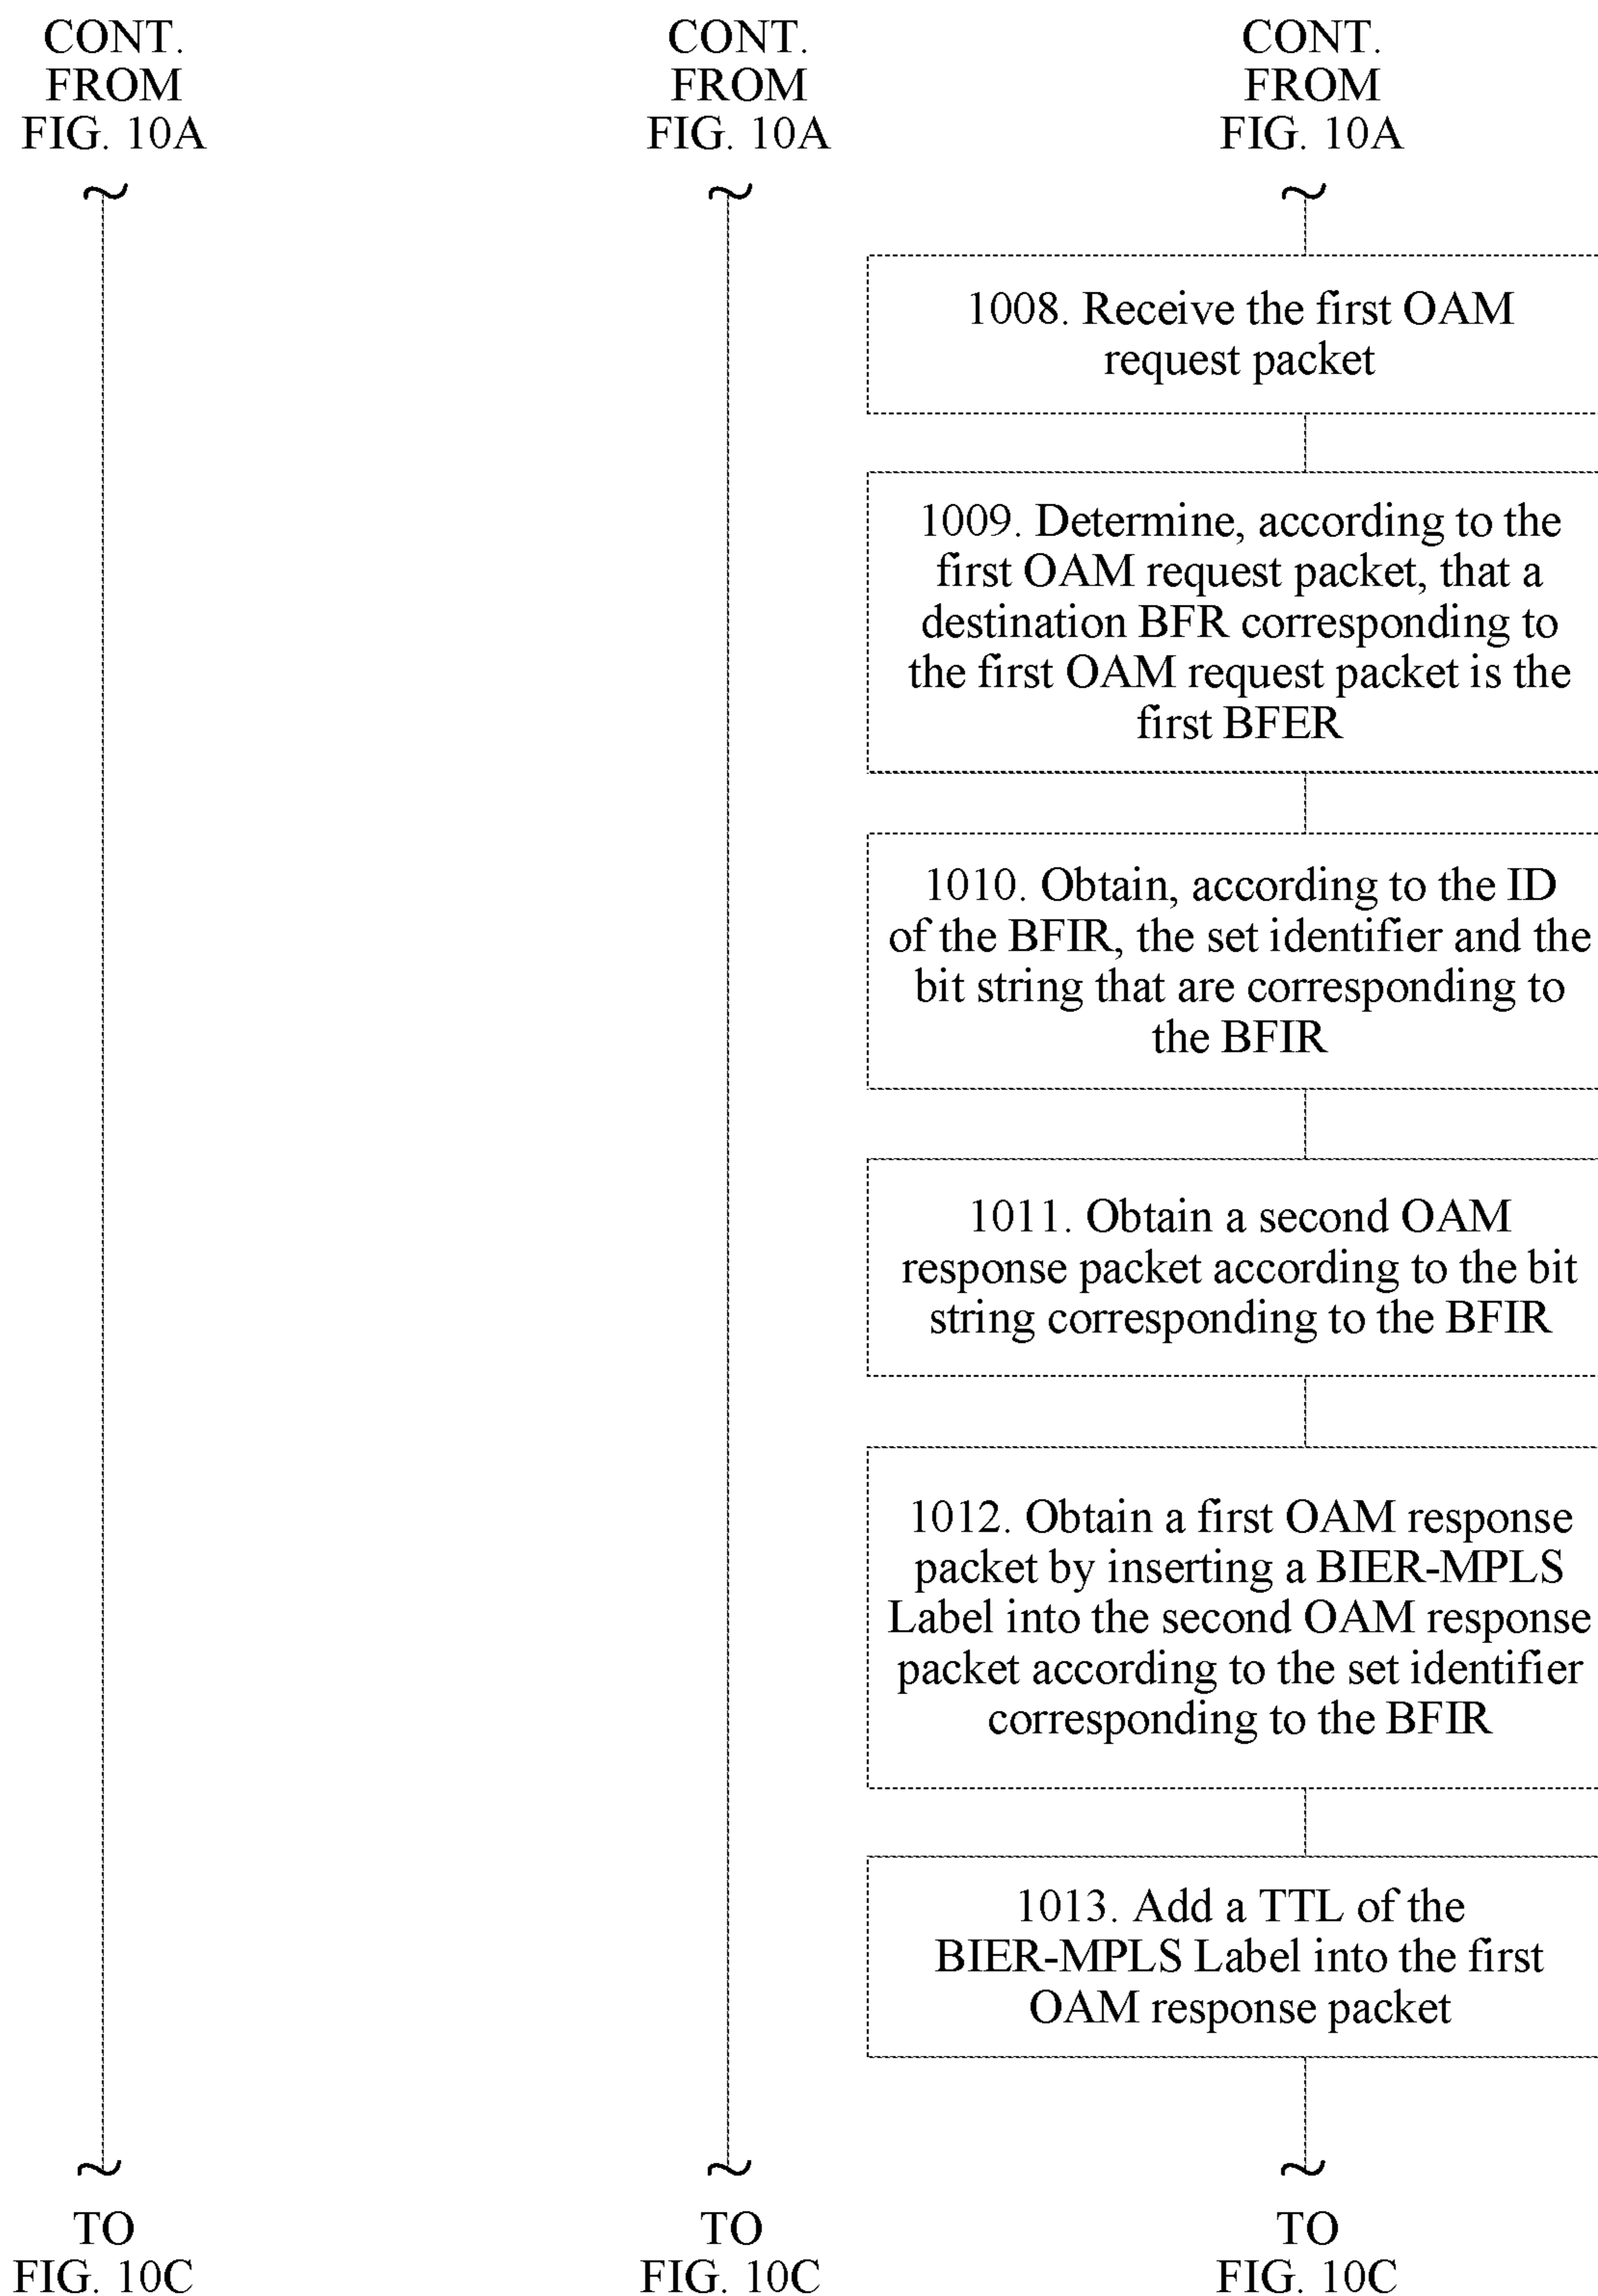 CONT.
FROM
FIG. 10A
CONT.
FROM
FIG. 10A
CONT.
FROM
FIG. 10A
1008. Receive the first OAM
request packet
1009. Determine, according to the
first OAM request packet, that a
destination BFR corresponding to
the first OAM request packet is the
first BFER
1010. Obtain, according to the ID
of the BFIR, the set identifier and the
bit string that are corresponding to
the BFIR
1011. Obtain a second OAM
response packet according to the bit
string corresponding to the BFIR
1012. Obtain a first OAM response
packet by inserting a BIER-MPLS
Label into the second OAM response
packet according to the set identifier
corresponding to the BFIR
1013. Add a TTL of the
BIER-MPLS Label into the first
OAM response packet
TO
FIG. 10C
TO
FIG. 10C
TO
FIG. 10C